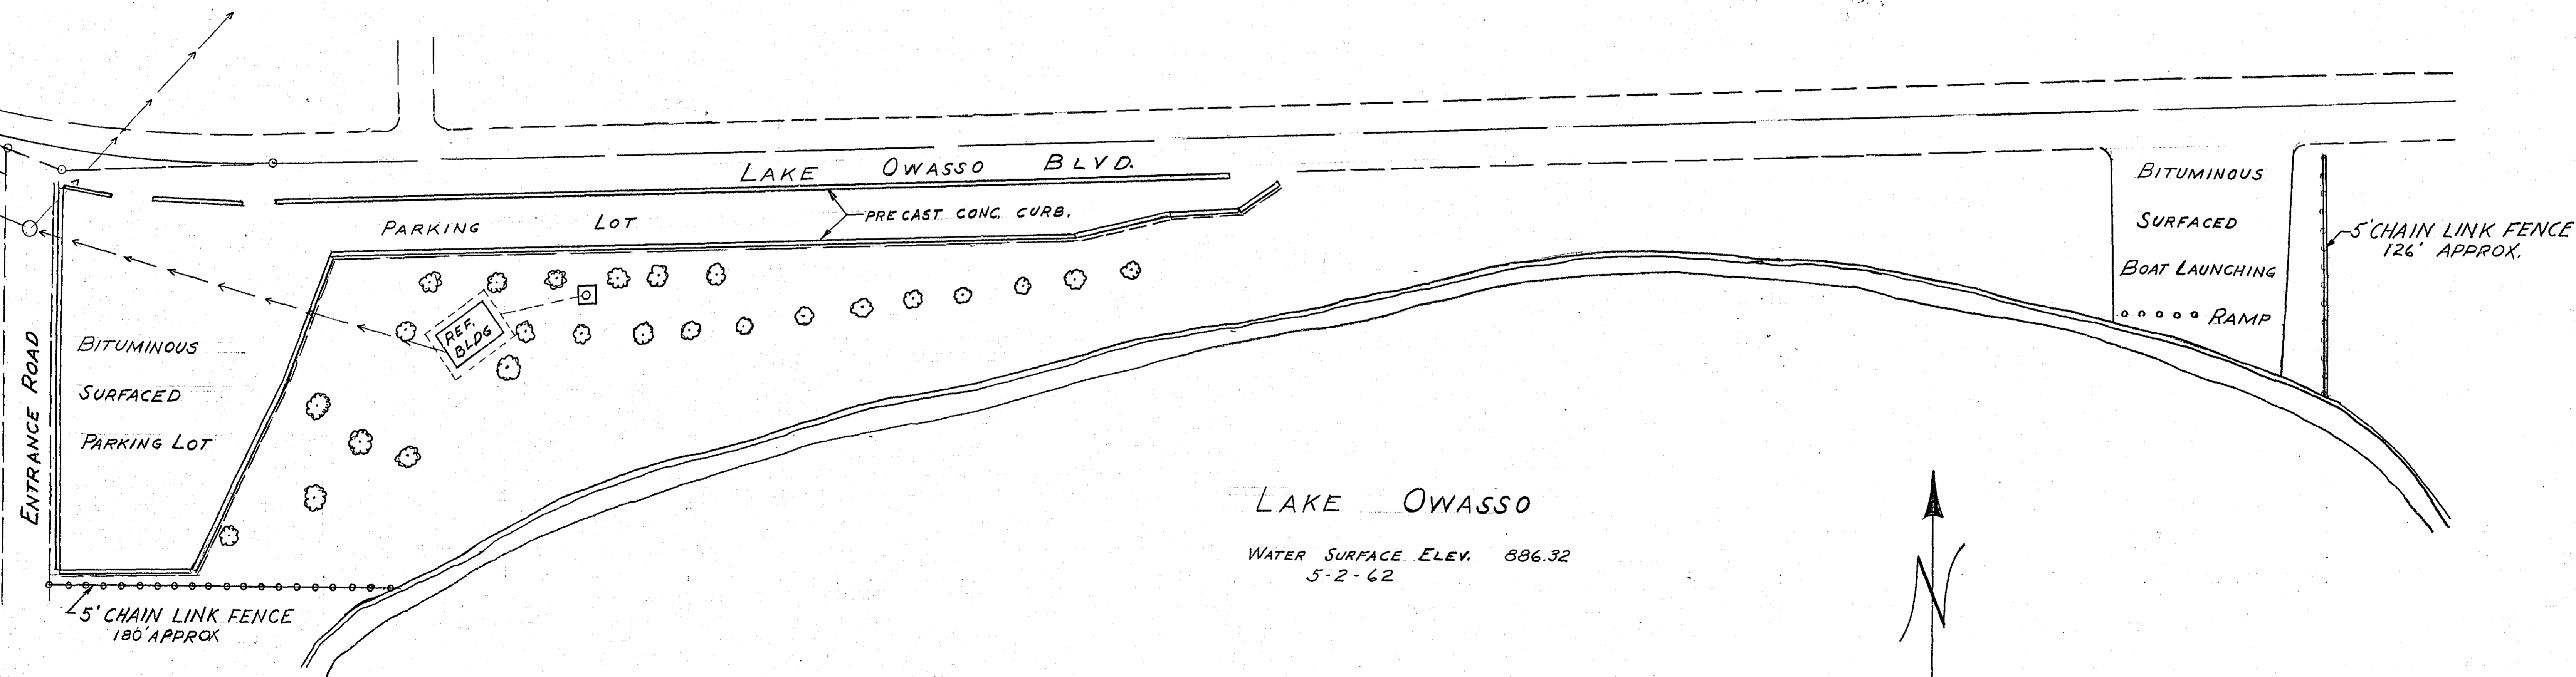 LAKE OWASSO BLVD.
PARKING LOT
PRECAST CONC. CURB.
REF.
BLDG
ENTRANCE ROAD
BITUMINOUS
SURFACED
PARKING LOT
5' CHAIN LINK FENCE
180' APPROX
BITUMINOUS
SURFACED
BOAT LAUNCHING
RAMP
5' CHAIN LINK FENCE
126' APPROX.
LAKE OWASSO
WATER SURFACE ELEV. 886.32
5-2-62
N